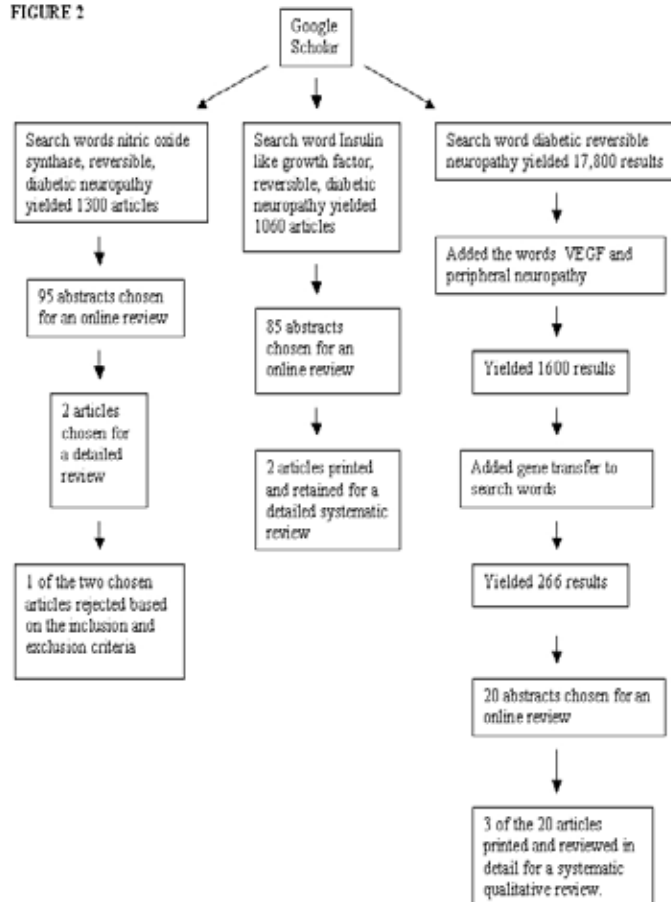 FIGURE 2
Google
Scholar
Search words nitric oxide
synthase, reversible,
diabetic neuropathy
yielded 1300 articles
95 abstracts chosen
for an online review
2 articles
chosen for
a detailed
review
1 of the two chosen
articles rejected based
on the inclusion and
exclusion criteria
Search word Insulin
like growth factor,
reversible, diabetic
neuropathy yielded
1060 articles
85 abstracts
chosen for an
online review
2 articles printed
and retained for a
detailed systematic
review
Search word diabetic reversible
neuropathy yielded 17,800 results
Added the words VEGF and
peripheral neuropathy
Yielded 1600 results
Added gene transfer to
search words
Yielded 266 results
20 abstracts chosen for an
online review
3 of the 20 articles
printed and reviewed in
detail for a systematic
qualitative review.